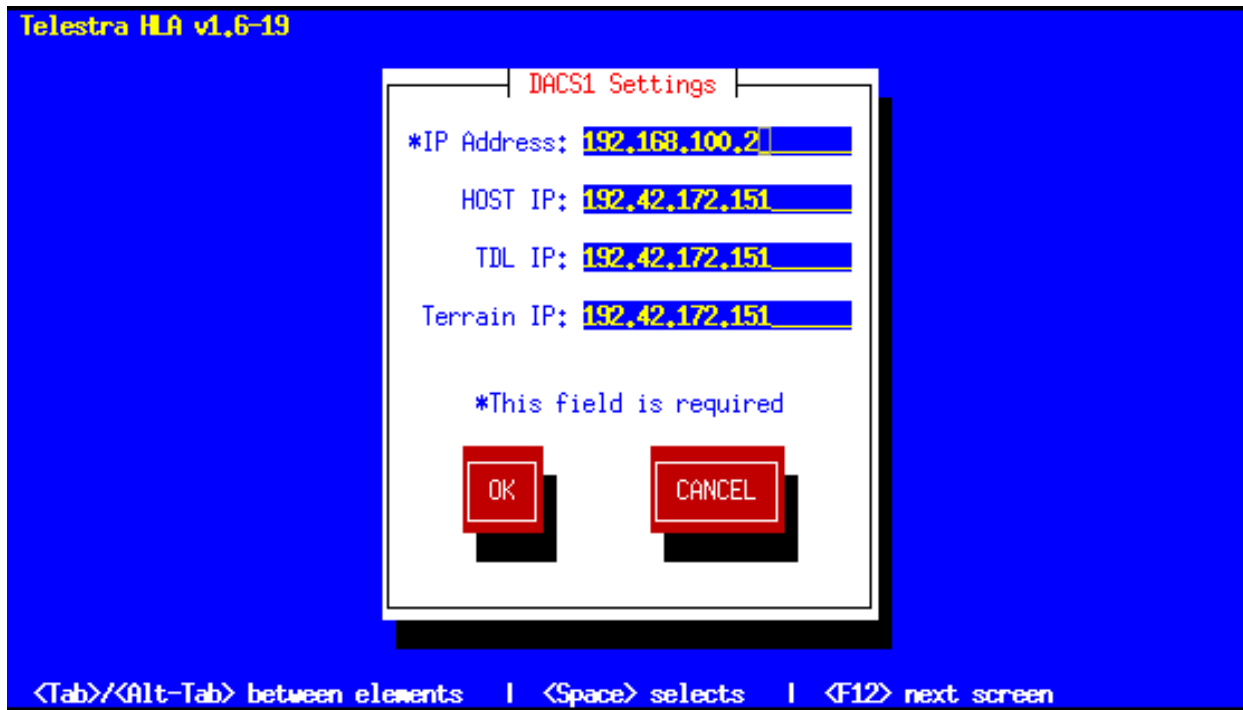 Telestra HLA v1.6-19
DACS1 Settings
*IP Address: 192.168.100.2
HOST IP: 192.42.172.151
TDL IP: 192.42.172.151
Terrain IP: 192.42.172.151
*This field is required
OK CANCEL
<Tab>/<Alt-Tab> between elements | <Space> selects | <F12> next screen